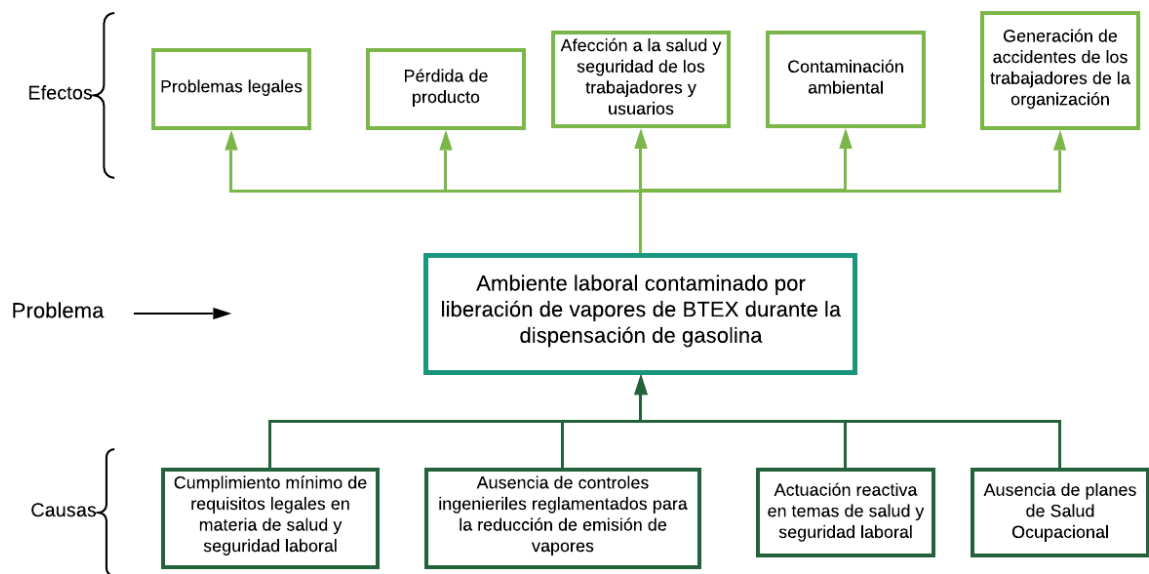 Efectos
Problemas legales
Pérdida de
producto
Afección a la salud y
seguridad de los
trabajadores y
usuarios
Contaminación
ambiental
Generación de
accidentes de los
trabajadores de la
organización
Problema
Ambiente laboral contaminado por
liberación de vapores de BTEX durante la
dispensación de gasolina
Causas
Cumplimiento mínimo de
requisitos legales en
materia de salud y
seguridad laboral
Ausencia de controles
ingenieriles reglamentados para
la reducción de emisión de
vapores
Actuación reactiva
en temas de salud y
seguridad laboral
Ausencia de planes
de Salud
Ocupacional